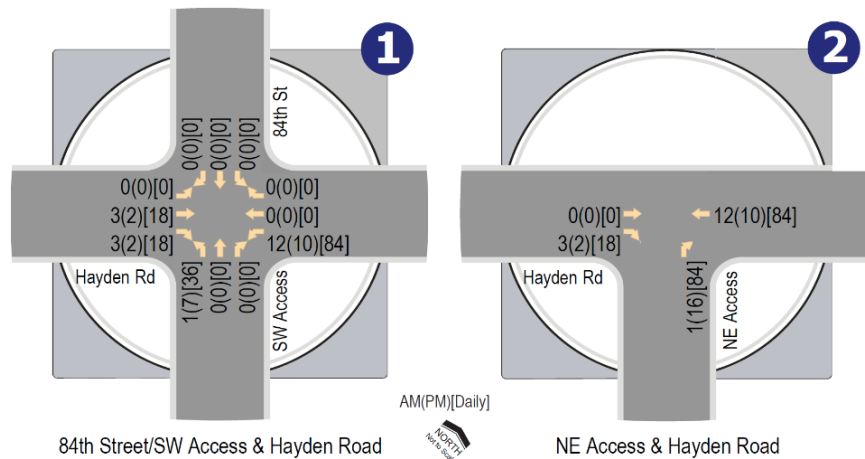 1
2
84th St
0(0)[0]
0(0)[0]
0(0)[0]
0(0)[0]
3(2)[18]
3(2)[18]
0(0)[0]
0(0)[0]
12(10)[84]
Hayden Rd
1(7)[36]
0(0)[0]
0(0)[0]
SW Access
0(0)[0]
3(2)[18]
12(10)[84]
Hayden Rd
1(16)[84]
NE Access
AM(PM)[Daily]
NORTH
Not to Scale
84th Street/SW Access & Hayden Road
NE Access & Hayden Road